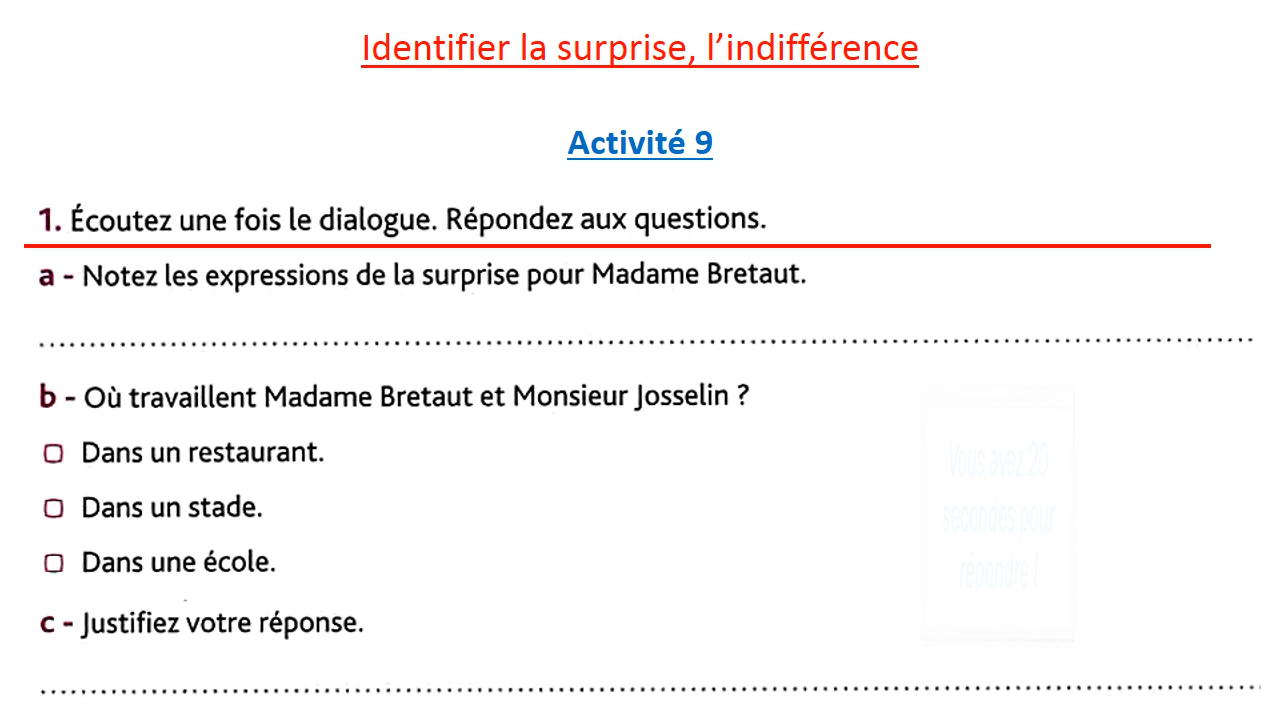 Identifier la surprise, l’indifférence
Activité 9
1. Écoutez une fois le dialogue. Répondez aux questions.
a - Notez les expressions de la surprise pour Madame Bretaut.
b - Où travaillent Madame Bretaut et Monsieur Josselin ?
Dans un restaurant.
Dans un stade.
Dans une école.
c - Justifiez votre réponse.
Vous avez 20
secondes pour
répondre !